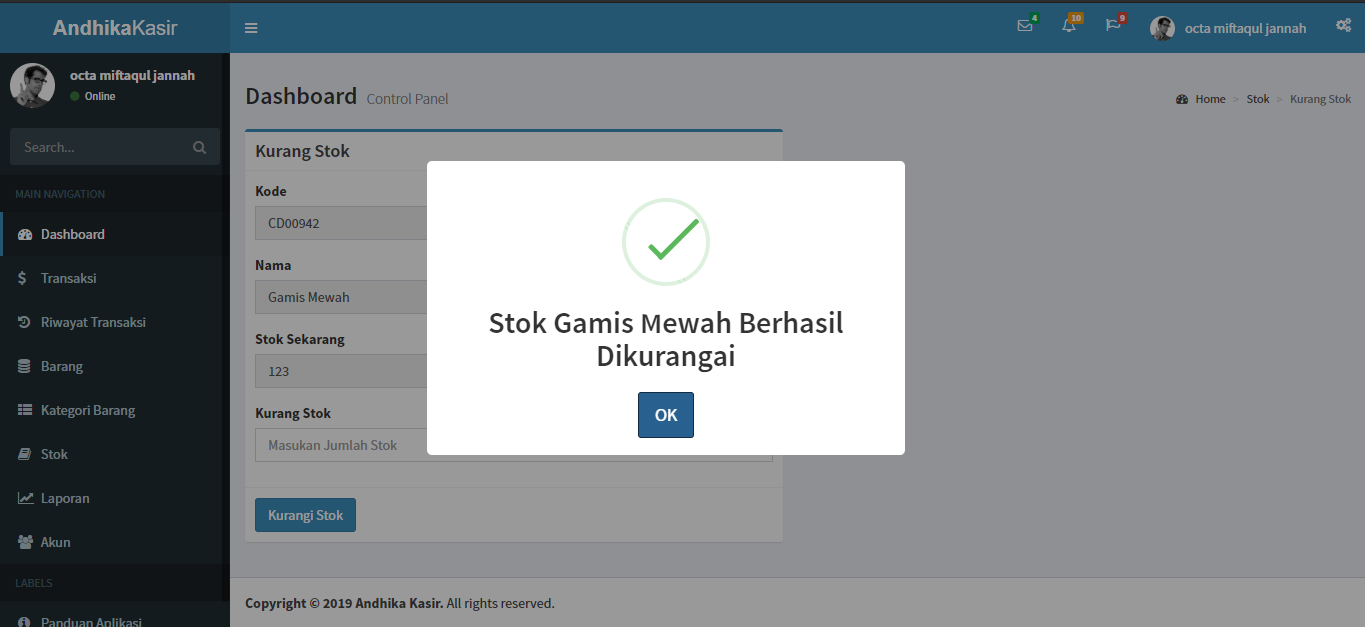 AndhikaKasir
4
10
9
octa miftaqul jannah
octa miftaqul jannah
Online
Search...
MAIN NAVIGATION
Dashboard
Transaksi
Riwayat Transaksi
Barang
Kategori Barang
Stok
Laporan
Akun
LABELS
Panduan Aplikasi
Dashboard Control Panel
Home > Stok > Kurang Stok
Kurang Stok
Kode
CD00942
Nama
Gamis Mewah
Stok Sekarang
123
Kurang Stok
Masukan Jumlah Stok
Kurangi Stok
Stok Gamis Mewah Berhasil
Dikurangai
OK
Copyright © 2019 Andhika Kasir. All rights reserved.